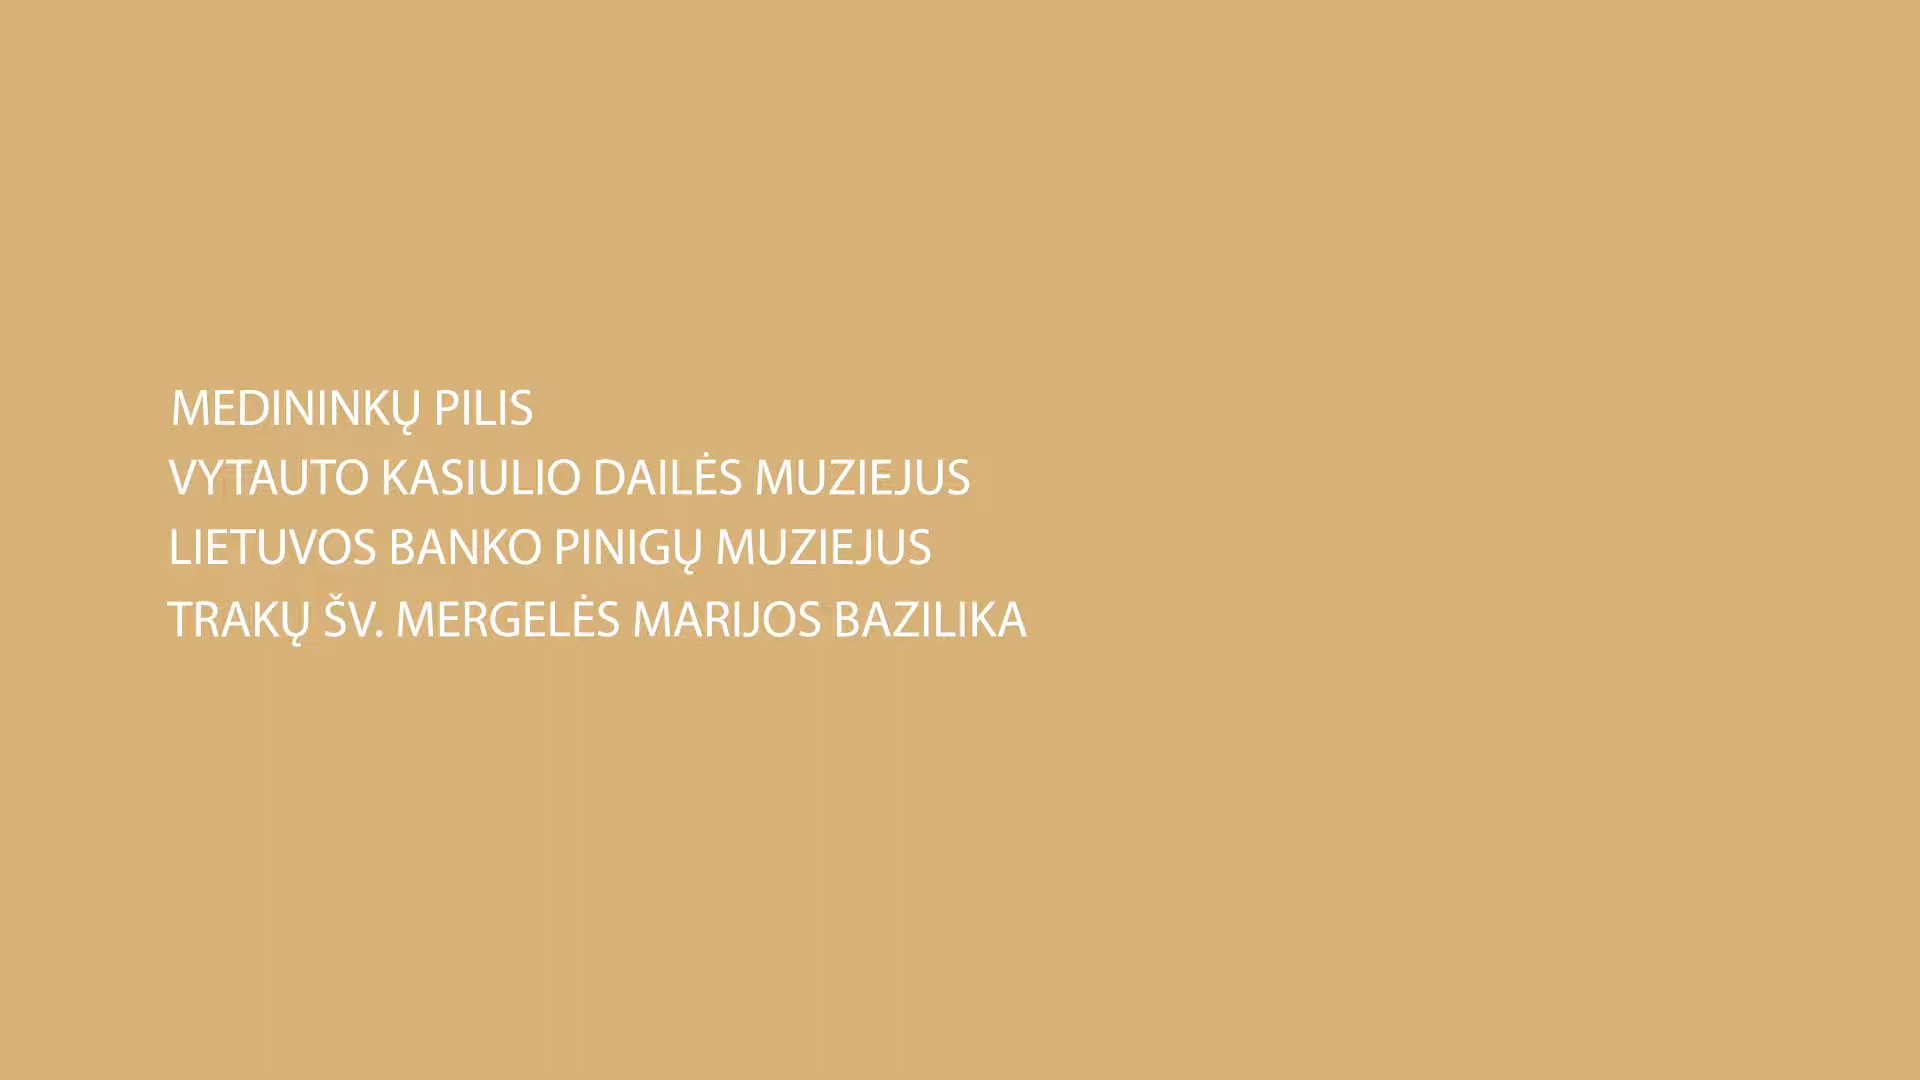 MEDININKŲ PILIS
VYTAUTO KASIULIO DAILĖS MUZIEJUS
LIETUVOS BANKO PINIGŲ MUZIEJUS
TRAKŲ ŠV. MERGELĖS MARIJOS BAZILIKA